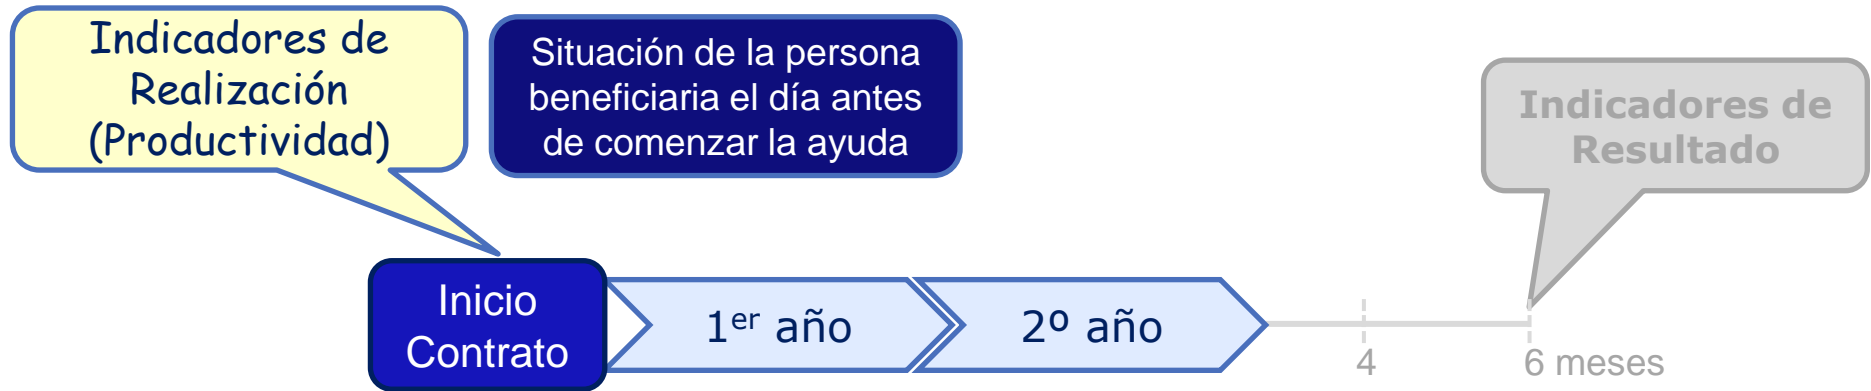 Indicadores de
Realización
(Productividad)
Situación de la persona
beneficiaria el día antes
de comenzar la ayuda
Indicadores de
Resultado
Inicio
Contrato
1er año
2º año
4
6 meses